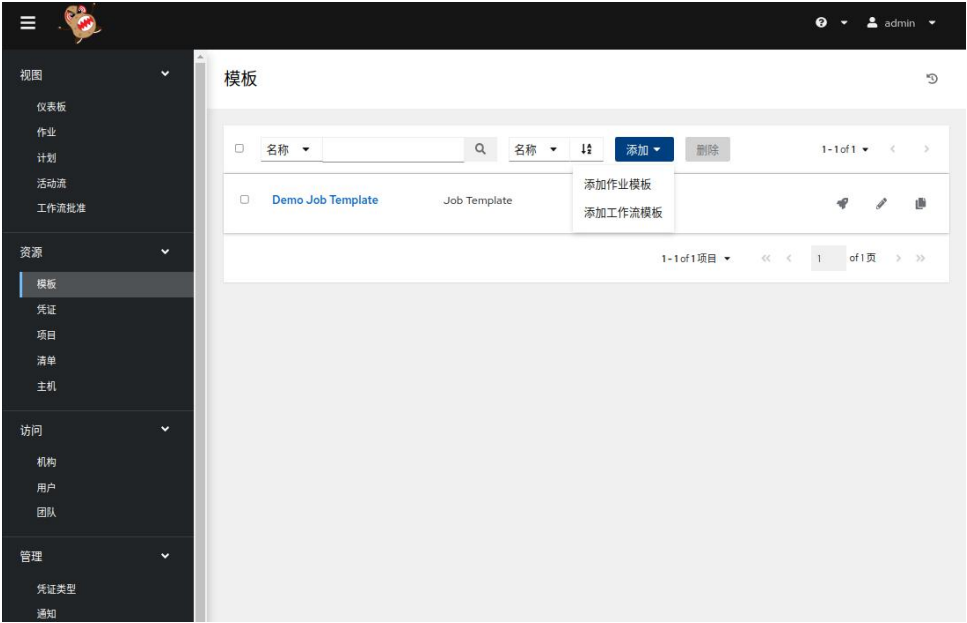 admin
视图
仪表板
作业
计划
活动流
工作流批准
资源
模板
凭证
项目
清单
主机
访问
机构
用户
团队
管理
凭证类型
通知
模板
名称
名称
添加
删除
1-1 of 1
添加作业模板
添加工作流模板
Demo Job Template
Job Template
1-1 of 1 项目
1 of 1 页